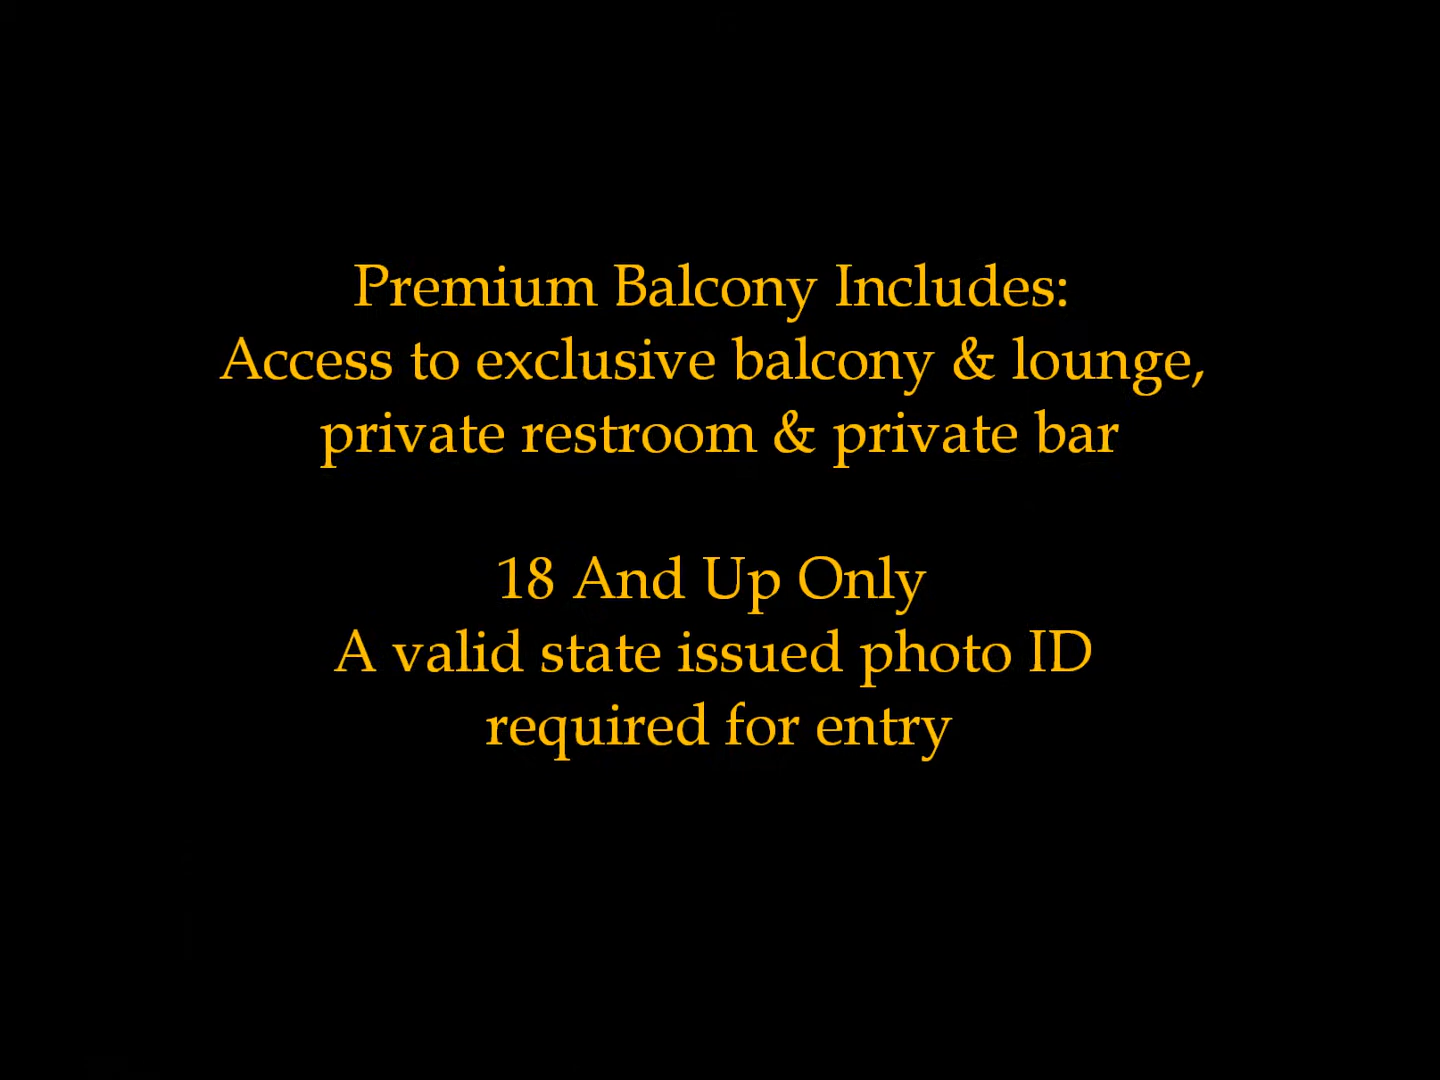 Premium Balcony Includes:
Access to exclusive balcony & lounge,
private restroom & private bar
18 And Up Only
A valid state issued photo ID
required for entry